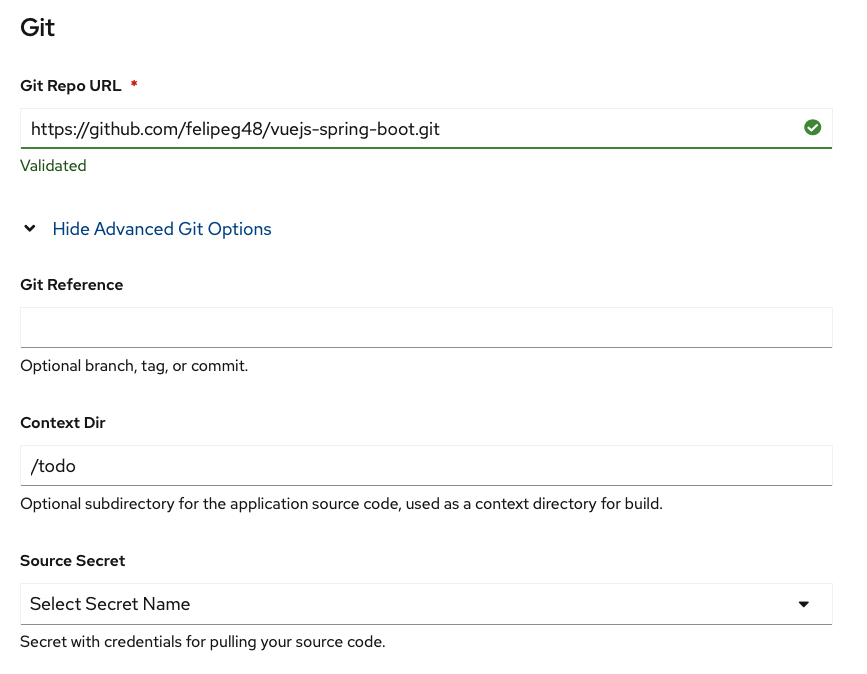 Git
Git Repo URL *
https://github.com/felipeg48/vuejs-spring-boot.git
Validated
Hide Advanced Git Options
Git Reference
Optional branch, tag, or commit.
Context Dir
/todo
Optional subdirectory for the application source code, used as a context directory for build.
Source Secret
Select Secret Name
Secret with credentials for pulling your source code.